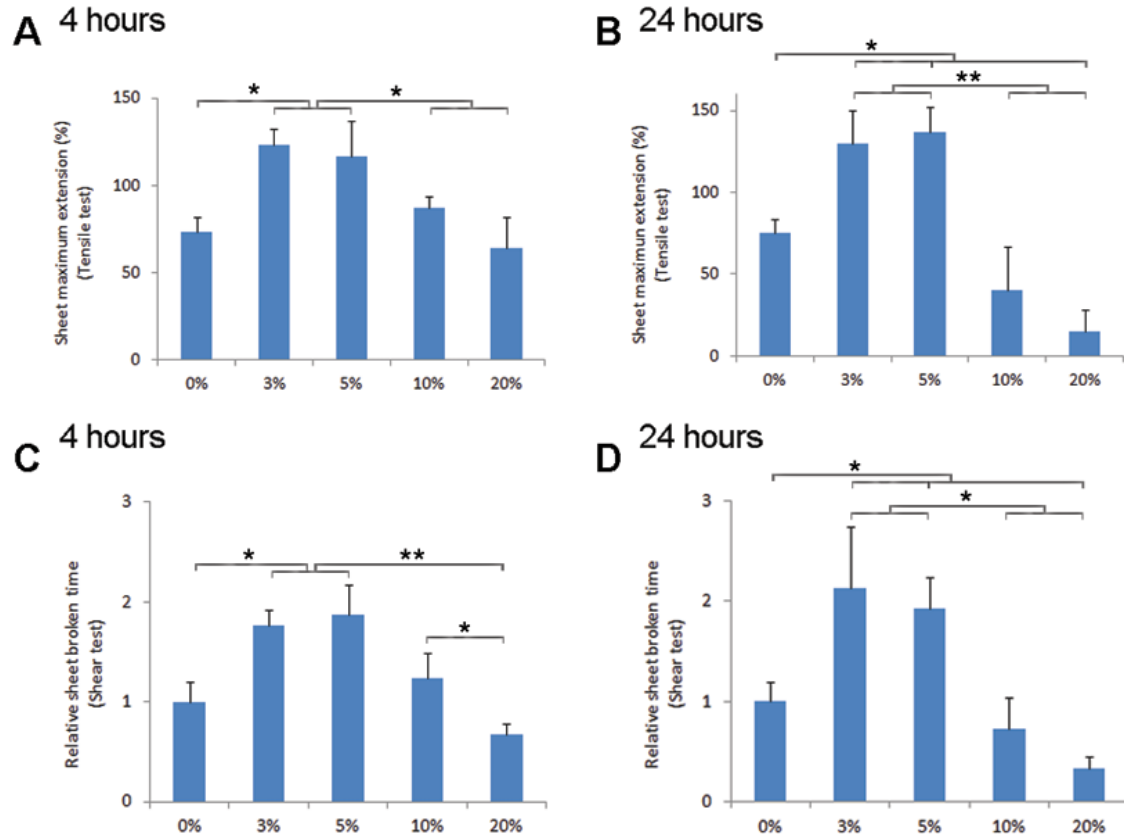 A 4 hours
* *
Sheet maximum extension (%)
(Tensile test)
150
100
50
0
0% 3% 5% 10% 20%
B 24 hours
*
**
Sheet maximun extension (%)
(Tensile test)
150
100
50
0
0% 3% 5% 10% 20%
C 4 hours
* **
*
Relative sheet broken time
(Shear test)
3
2
1
0
0% 3% 5% 10% 20%
D 24 hours
*
*
Relative sheet broken time
(Shear test)
3
2
1
0
0% 3% 5% 10% 20%